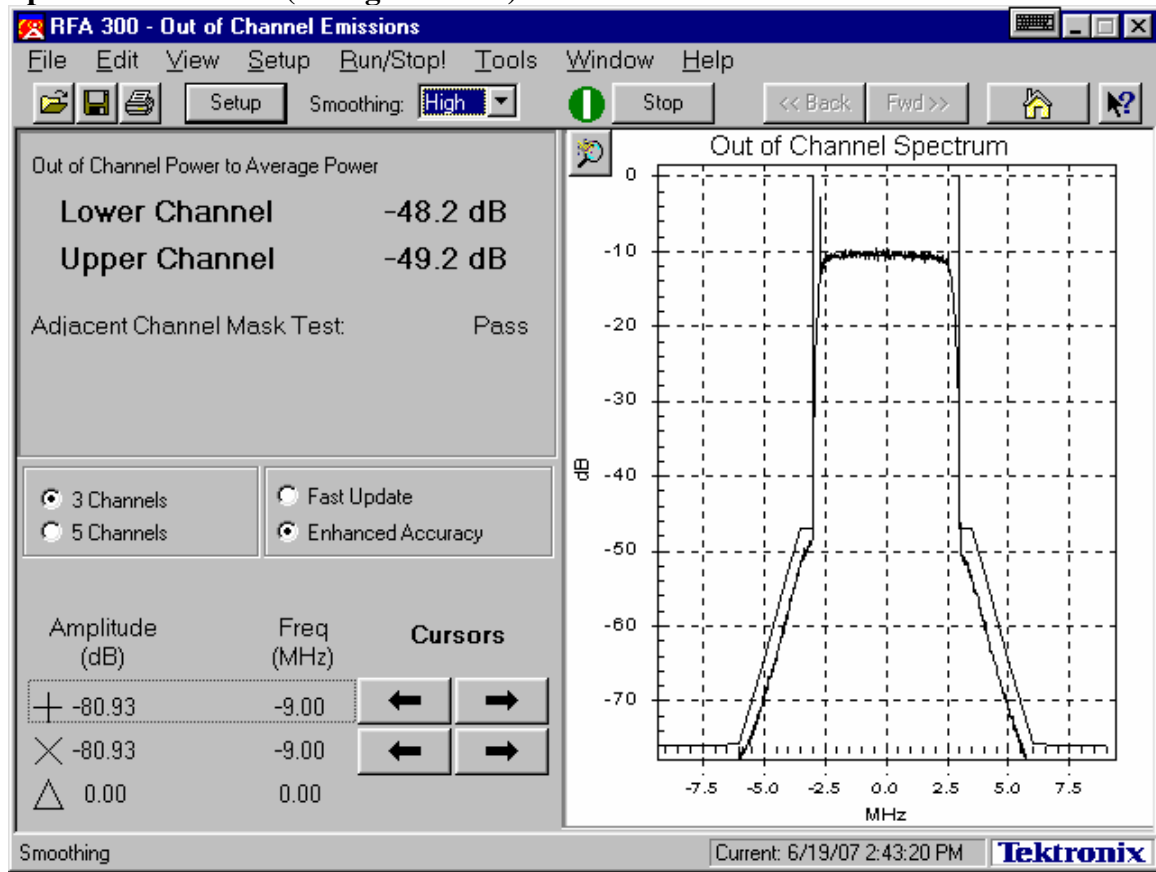 RFA 300 - Out of Channel Emissions
File Edit View Setup Run/Stop! Tools Window Help
Setup Smoothing: High Stop << Back Fwd >> ?
Out of Channel Power to Average Power
Lower Channel -48.2 dB
Upper Channel -49.2 dB
Adjacent Channel Mask Test: Pass
3 Channels
5 Channels
Fast Update
Enhanced Accuracy
Amplitude (dB) Freq (MHz) Cursors
-80.93 -9.00
-80.93 -9.00
0.00 0.00
Out of Channel Spectrum
0
-10
-20
-30
dB
-40
-50
-60
-70
-7.5 -5.0 -2.5 0.0 2.5 5.0 7.5
MHz
Smoothing Current: 6/19/07 2:43:20 PM Tektronix